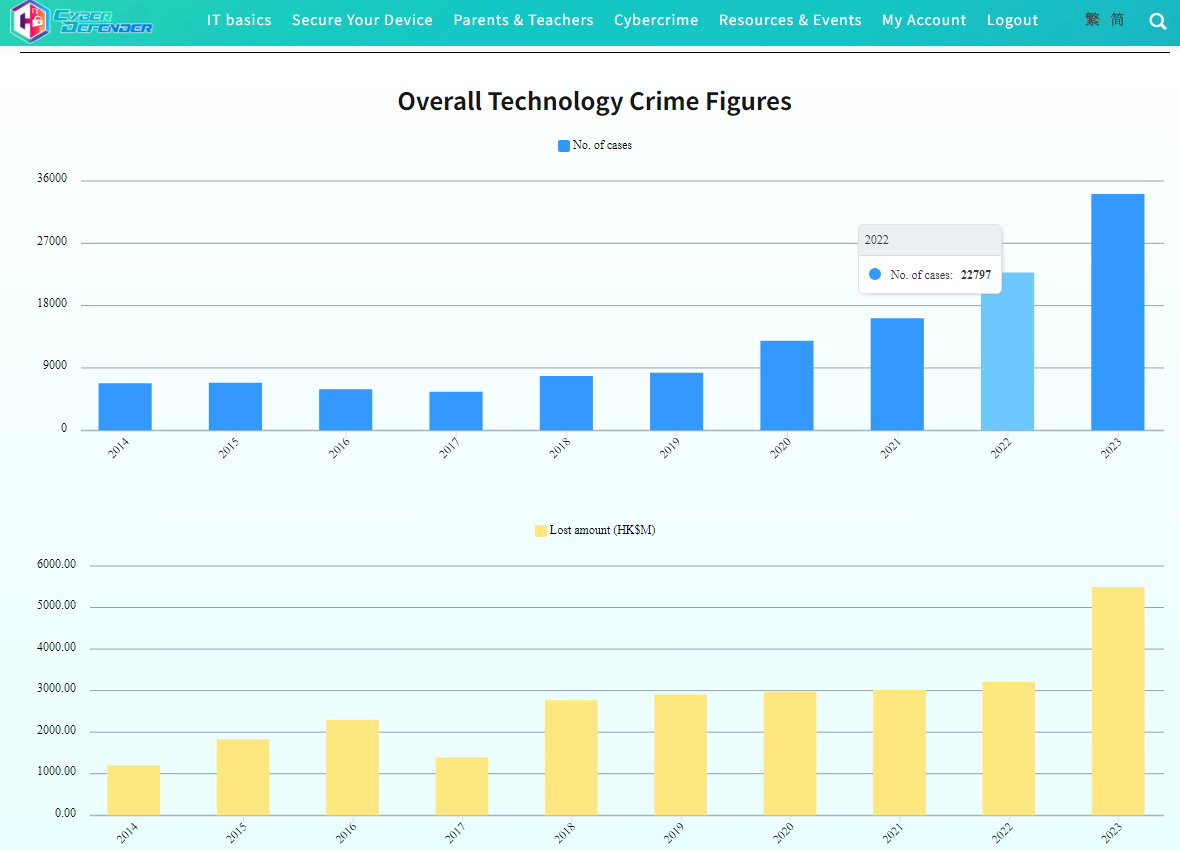 CYBER DEFENDER
IT basics Secure Your Device Parents & Teachers Cybercrime Resources & Events My Account Logout 繁 简
Overall Technology Crime Figures
No. of cases
36000
27000
18000
9000
0
2022
No. of cases: 22797
2014 2015 2016 2017 2018 2019 2020 2021 2022 2023
Lost amount (HK$M)
6000.00
5000.00
4000.00
3000.00
2000.00
1000.00
0.00
2014 2015 2016 2017 2018 2019 2020 2021 2022 2023